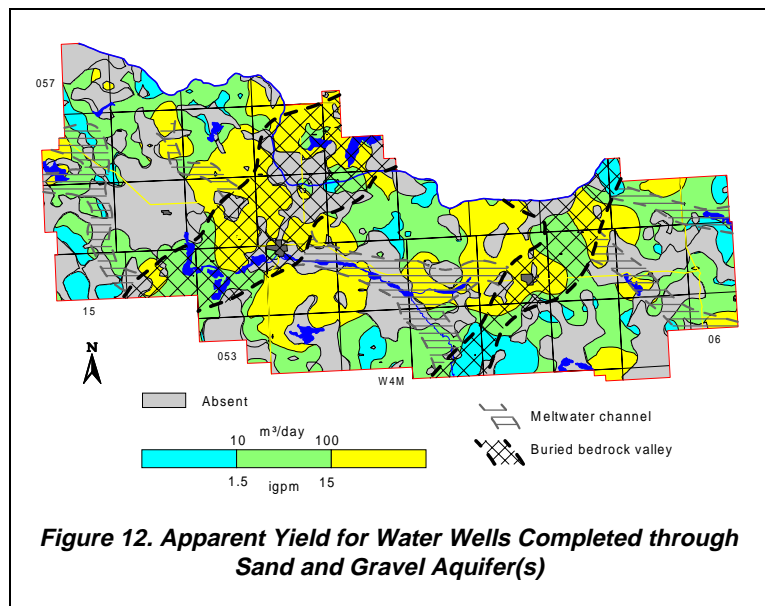 057
15
N
053
W4M
06
Absent
10 m³/day 100
1.5 igpm 15
Meltwater channel
Buried bedrock valley
Figure 12. Apparent Yield for Water Wells Completed through
Sand and Gravel Aquifer(s)